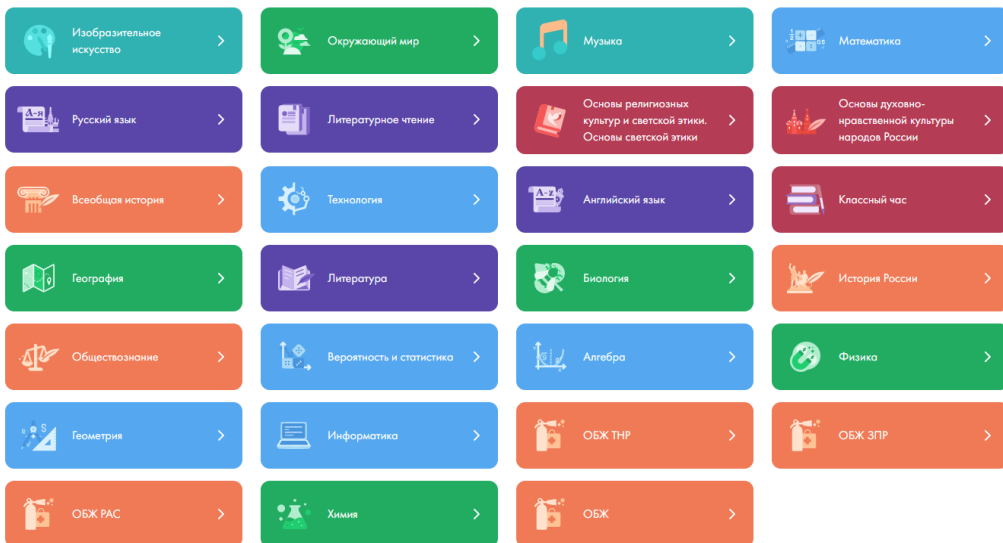 Изобразительное
искусство
Окружающий мир
Музыка
Математика
Русский язык
Литературное чтение
Основы религиозных
культур и светской этики.
Основы светской этики
Основы духовно-
нравственной культуры
народов России
Всеобщая история
Технология
Английский язык
Классный час
География
Литература
Биология
История России
Обществознание
Вероятность и статистика
Алгебра
Физика
Геометрия
Информатика
ОБЖ ТНР
ОБЖ ЗПР
ОБЖ РАС
Химия
ОБЖ